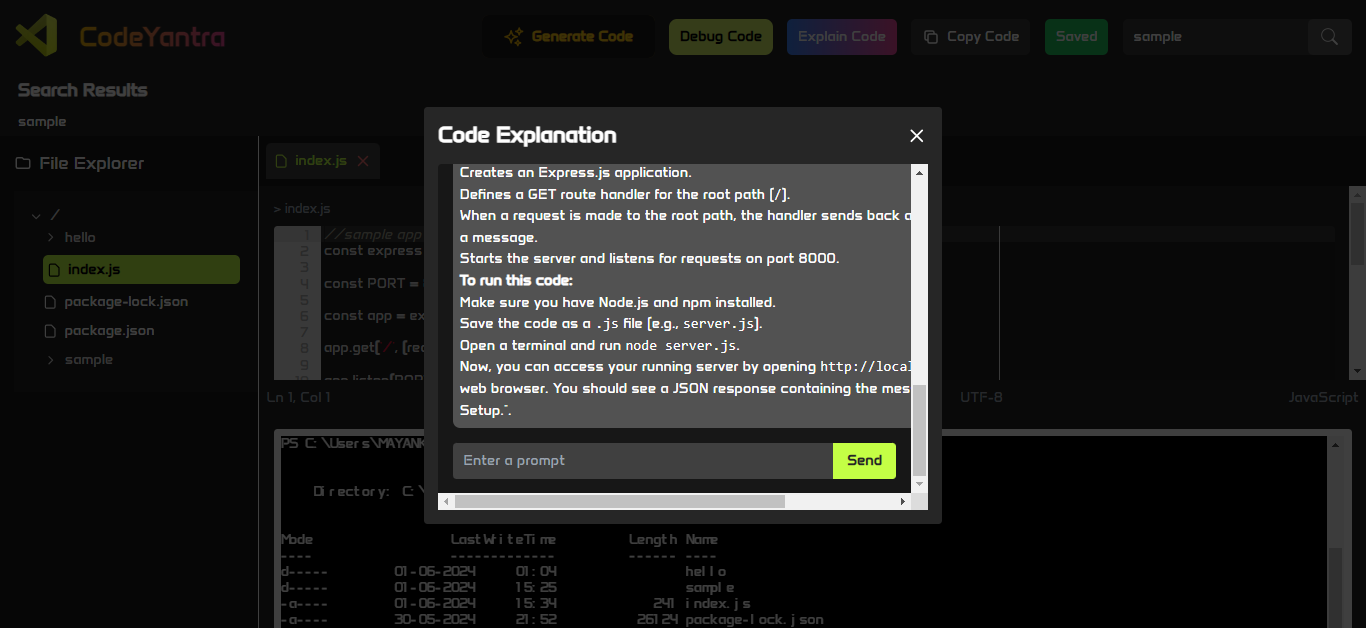 CodeYantra
Generate Code
Debug Code
Explain Code
Copy Code
Saved
sample
Search Results
sample
File Explorer
/
hello
index.js
package-lock.json
package.json
sample
index.js
> index.js
1 //sample app
2 const express
3
4 const PORT =
5
6 const app = ex
7
8 app.get('/', (req
9
app.listen(PORT
Ln 1, Col 1
UTF-8
JavaScript
Code Explanation
Creates an Express.js application.
Defines a GET route handler for the root path (/).
When a request is made to the root path, the handler sends back a
a message.
Starts the server and listens for requests on port 8000.
To run this code:
Make sure you have Node.js and npm installed.
Save the code as a .js file (e.g., server.js).
Open a terminal and run node server.js.
Now, you can access your running server by opening http://local
web browser. You should see a JSON response containing the mes
Setup.".
Enter a prompt
Send
PS C:\Users\MAYANK
Directory: C:\
Mode LastWriteTime Length Name
---- ------------- ------ ----
d----- 01-06-2024 01:04 hello
d----- 01-06-2024 15:25 sample
-a---- 01-06-2024 15:34 241 index.js
-a---- 30-05-2024 21:52 26124 package-lock.json